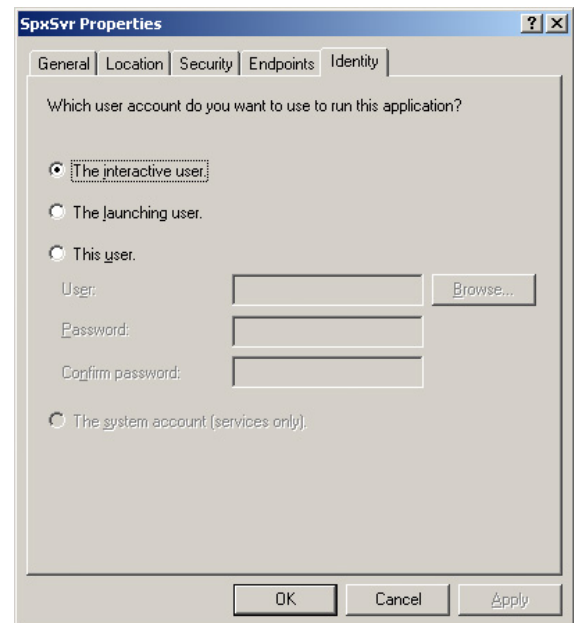 SpxSvr Properties
General Location Security Endpoints Identity
Which user account do you want to use to run this application?
The interactive user.
The launching user.
This user.
User:
Browse...
Password:
Confirm password:
The system account (services only).
OK Cancel Apply